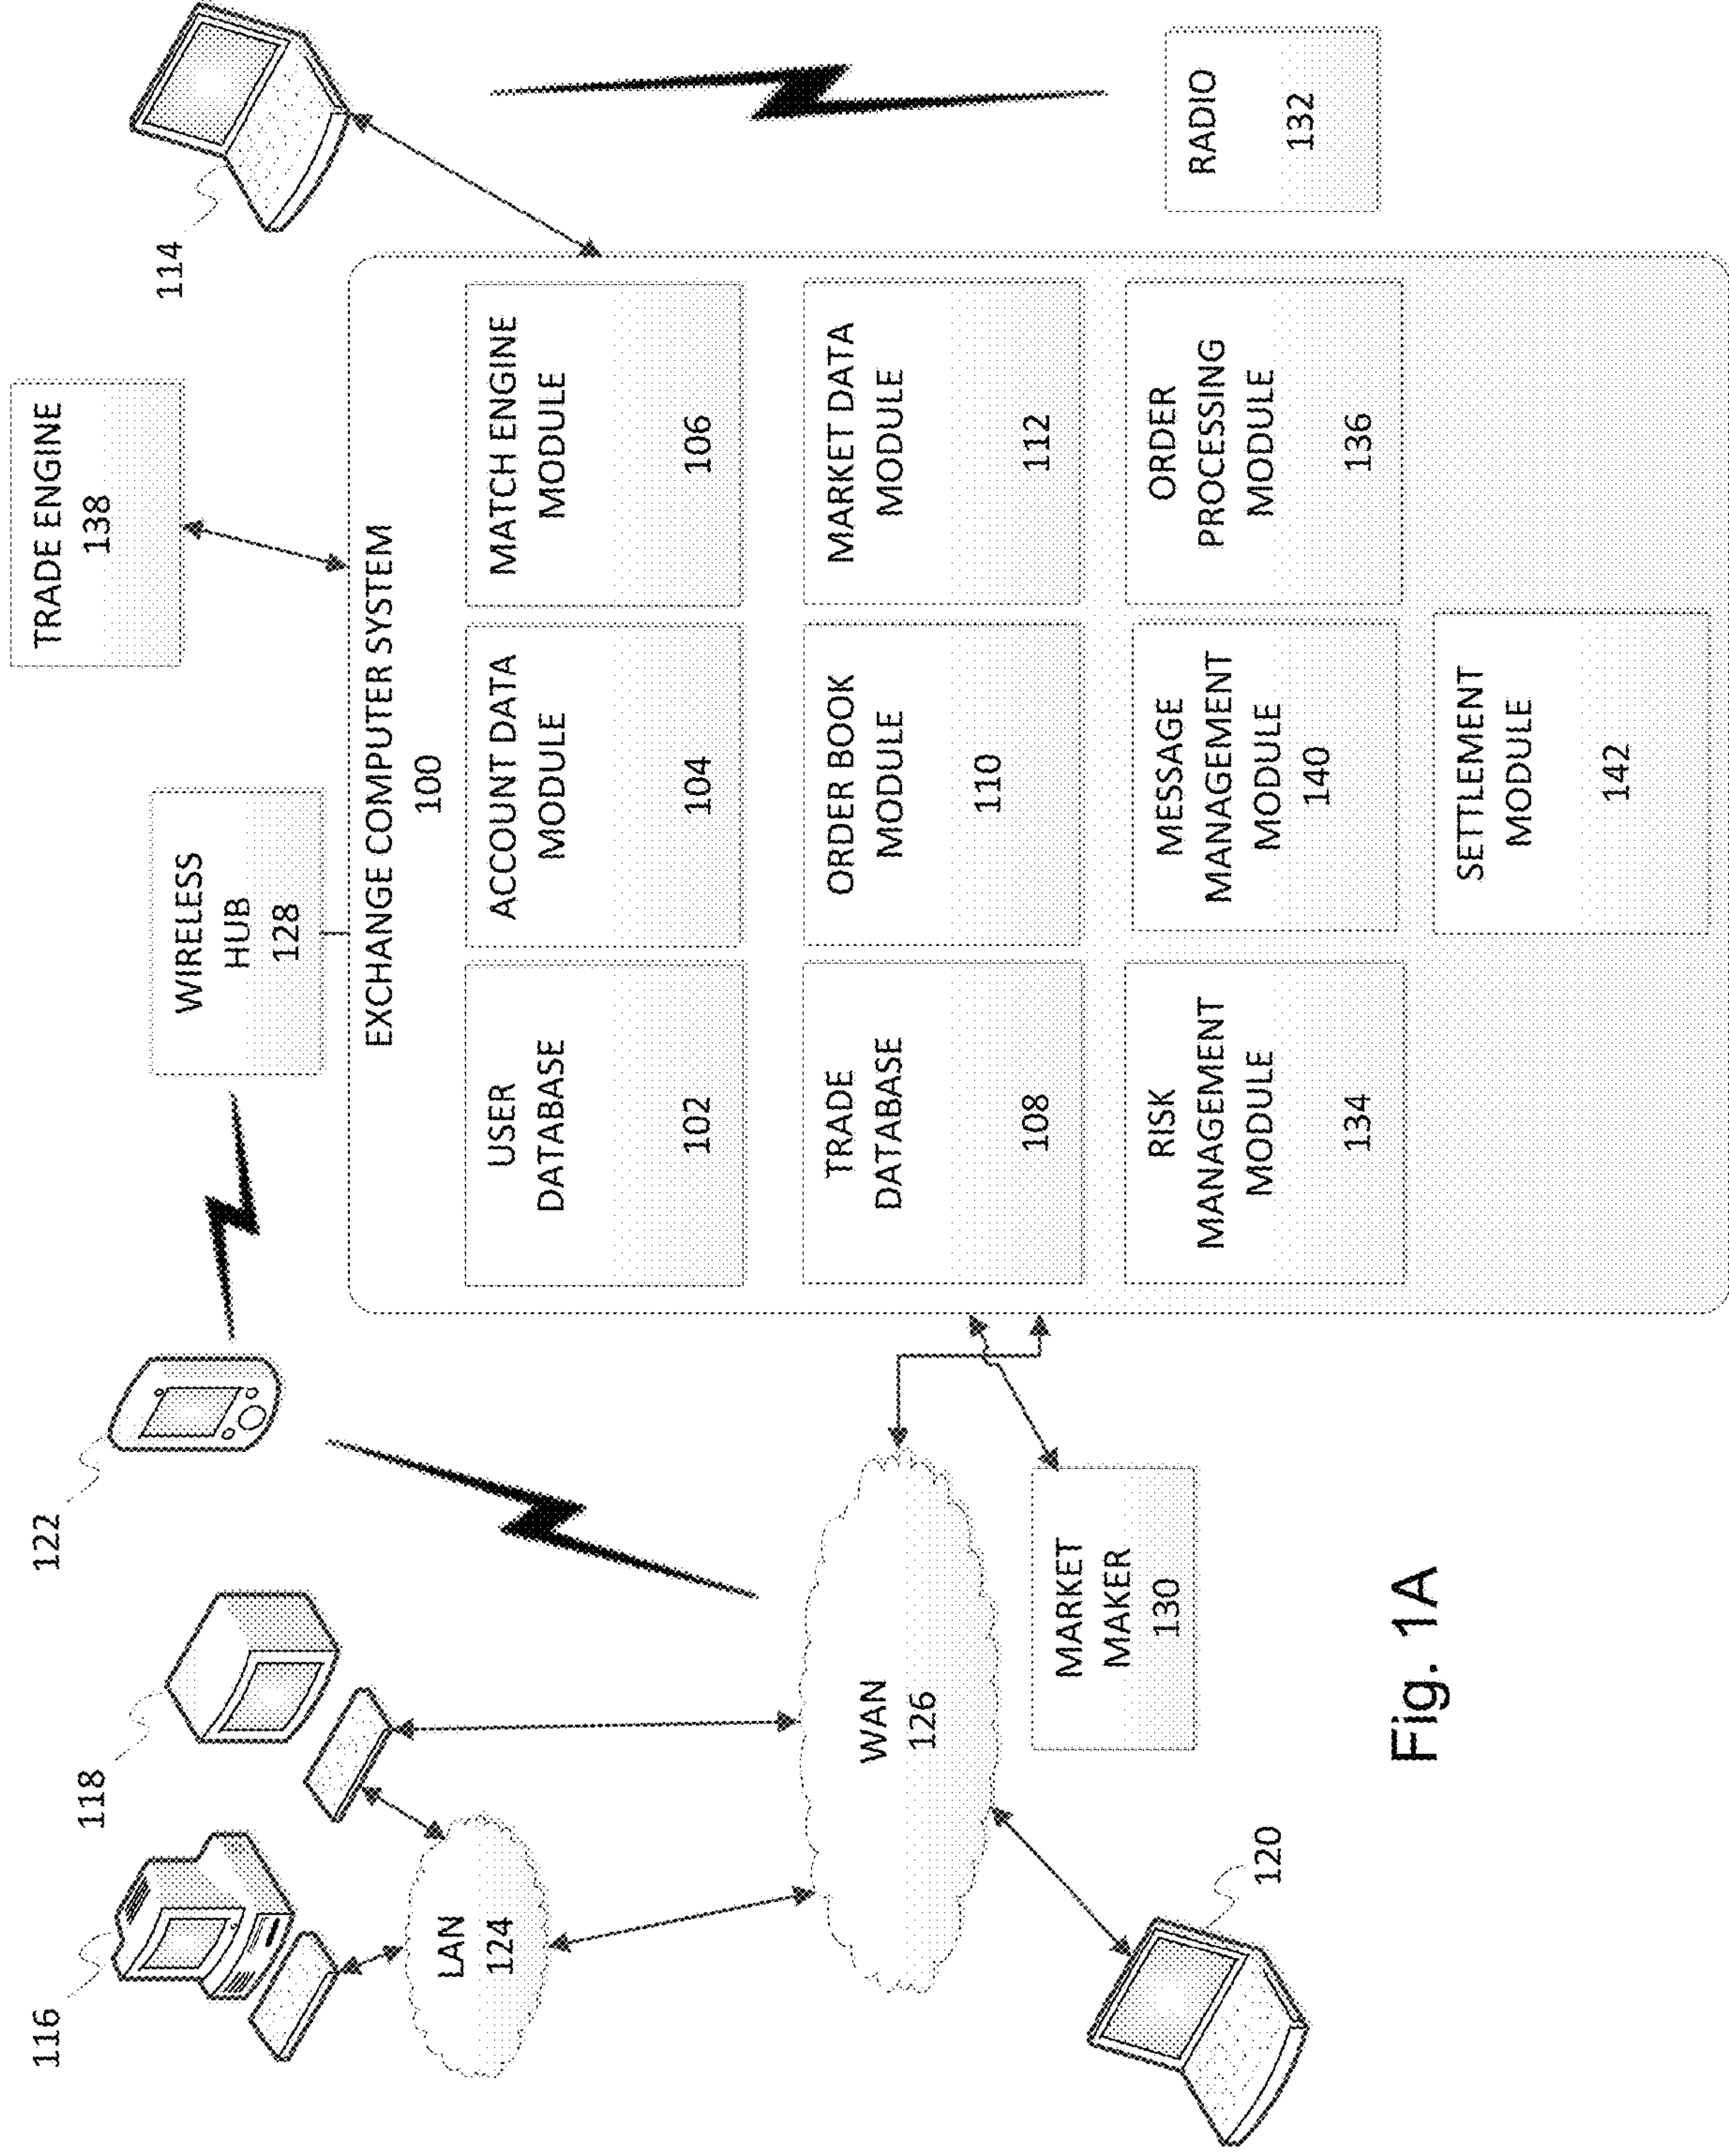 116
118
122
114
TRADE ENGINE
138
WIRELESS
HUB
128
EXCHANGE COMPUTER SYSTEM
100
USER
DATABASE
102
ACCOUNT DATA
MODULE
104
MATCH ENGINE
MODULE
106
TRADE
DATABASE
108
ORDER BOOK
MODULE
110
MARKET DATA
MODULE
112
RISK
MANAGEMENT
MODULE
134
MESSAGE
MANAGEMENT
MODULE
140
ORDER
PROCESSING
MODULE
136
SETTLEMENT
MODULE
142
LAN
124
WAN
126
MARKET
MAKER
130
RADIO
132
120
Fig. 1A